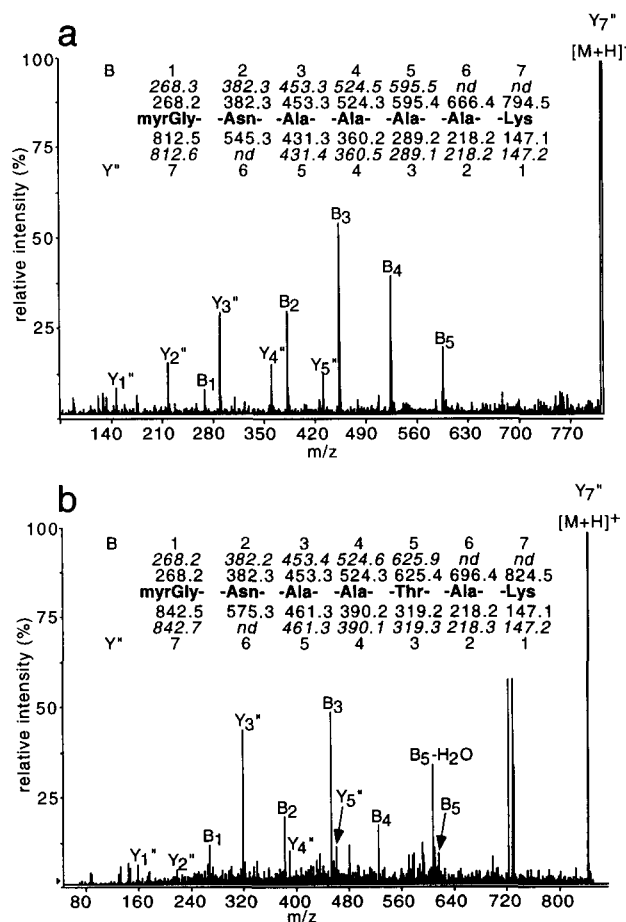 a
Y7"
[M+H]+
100
75
50
25
relative intensity (%)
B 1 2 3 4 5 6 7
268.3 382.3 453.3 524.5 595.5 nd nd
268.2 382.3 453.3 524.3 595.4 666.4 794.5
myrGly- -Asn- -Ala- -Ala- -Ala- -Ala- -Lys
812.5 545.3 431.3 360.2 289.2 218.2 147.1
812.6 nd 431.4 360.5 289.1 218.2 147.2
Y" 7 6 5 4 3 2 1
B3
B4
Y3"
B2
B5
Y2"
Y4"
Y5"
Y1"
B1
140 210 280 350 420 490 560 630 700 770
m/z
b
Y7"
[M+H]+
100
75
50
25
relative intensity (%)
B 1 2 3 4 5 6 7
268.2 382.2 453.4 524.6 625.9 nd nd
268.2 382.3 453.3 524.3 625.4 696.4 824.5
myrGly- -Asn- -Ala- -Ala- -Thr- -Ala- -Lys
842.5 575.3 461.3 390.2 319.2 218.2 147.1
842.7 nd 461.3 390.1 319.3 218.3 147.2
Y" 7 6 5 4 3 2 1
Y3"
B3
B5-H2O
B2
Y5"
B4
B5
B1
Y4"
Y1"
Y2"
80 160 240 320 400 480 560 640 720 800
m/z